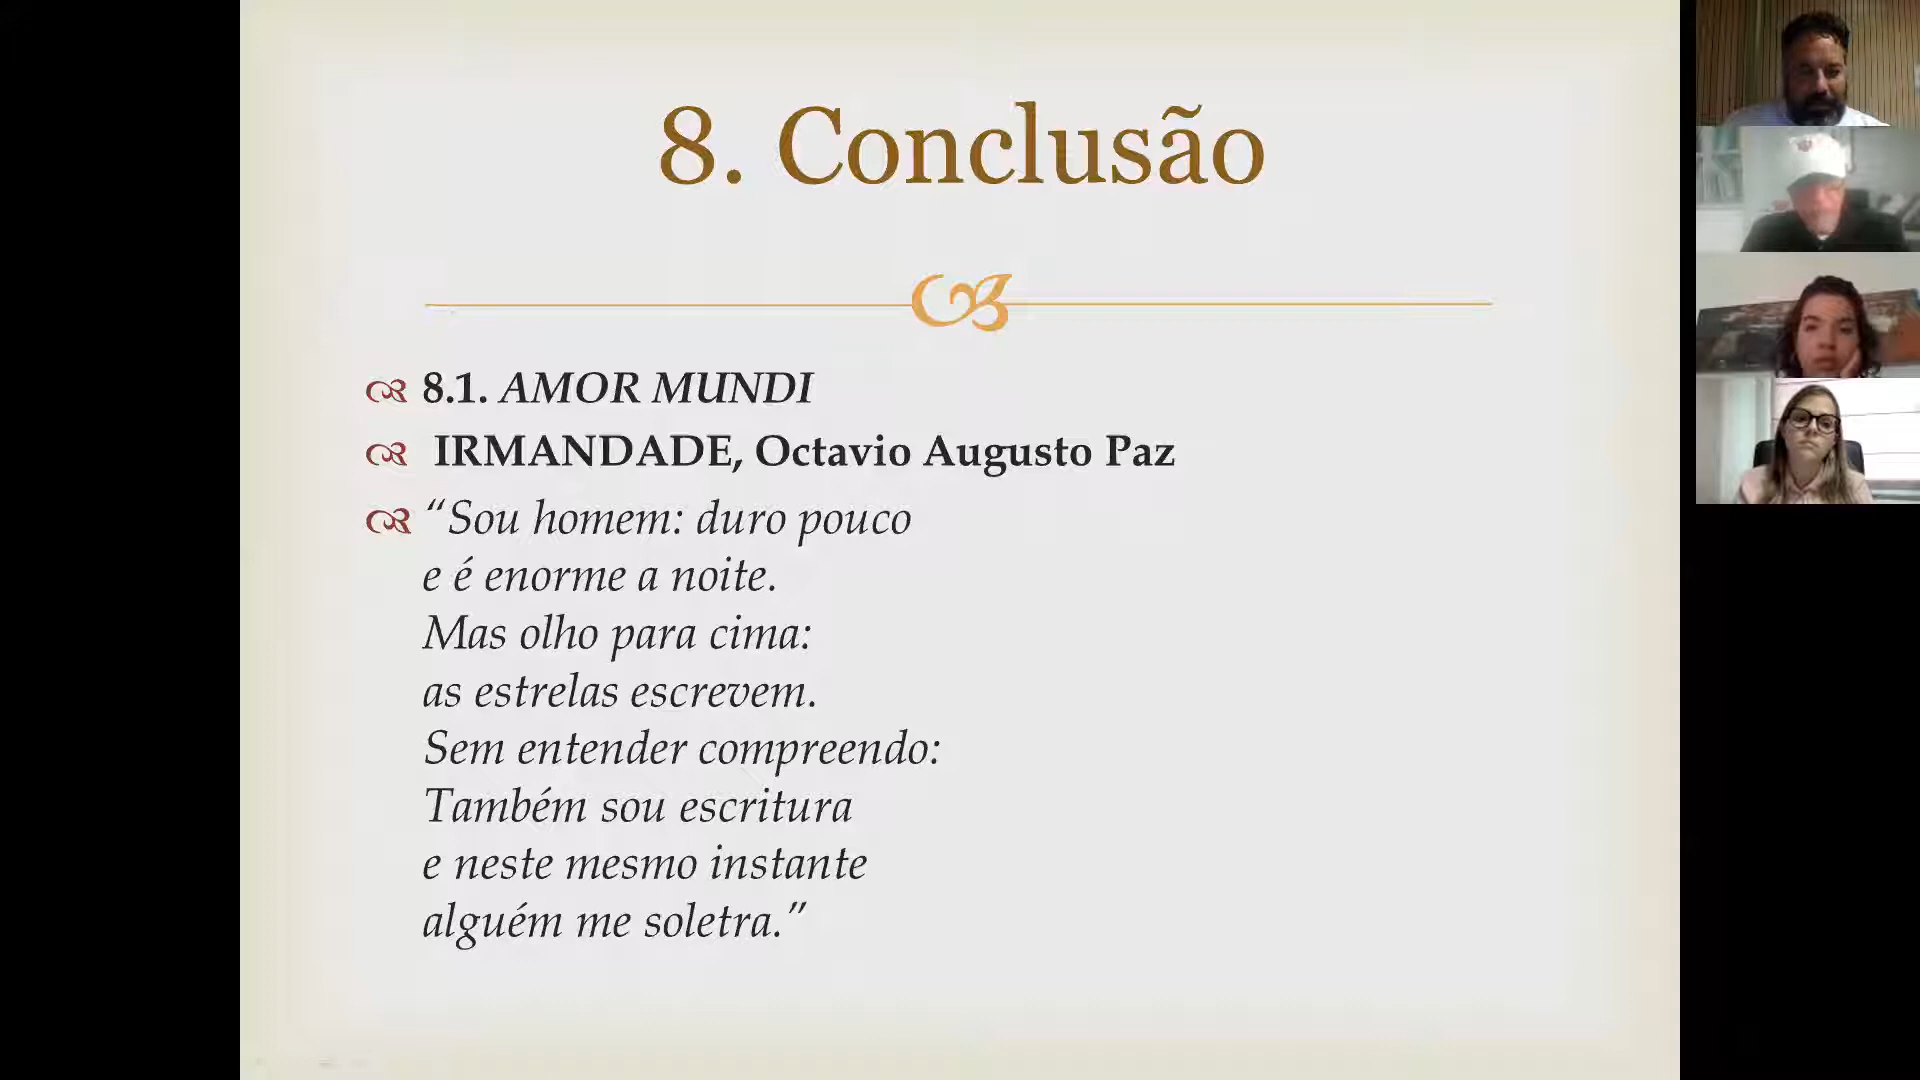 8. Conclusão
8.1. AMOR MUNDI
IRMANDADE, Octavio Augusto Paz
“Sou homem: duro pouco
e é enorme a noite.
Mas olho para cima:
as estrelas escrevem.
Sem entender compreendo:
Também sou escritura
e neste mesmo instante
alguém me soletra.”